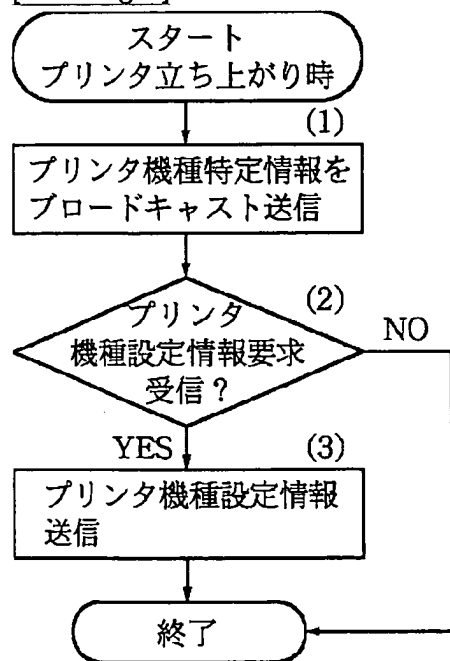 スタート
プリンタ立ち上がり時
(1)
プリンタ機種特定情報を
ブロードキャスト送信
(2)
プリンタ
機種設定情報要求
受信?
NO
YES
(3)
プリンタ機種設定情報
送信
終了